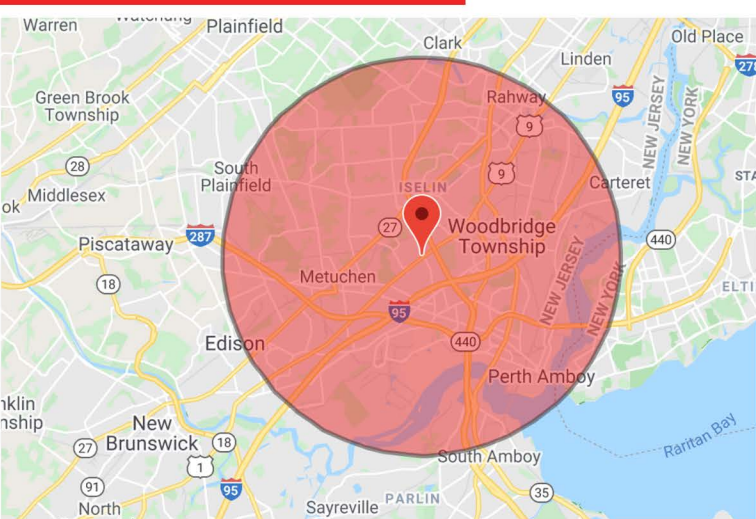 Warren
Plainfield
Old Place
Clark
Linden
278
95
Green Brook
Township
Rahway
9
NEW JERSEY
NEW YORK
28
South
Plainfield
9
Carteret
STA
ISELIN
Middlesex
ok
27
Woodbridge
Township
Piscataway
287
440
Metuchen
18
NEW JERSEY
NEW YORK
ELTI
95
Edison
440
Perth Amboy
nklin
nship
New
Brunswick
18
27
Raritan Bay
1
South Amboy
91
95
35
North
Sayreville
PARLIN